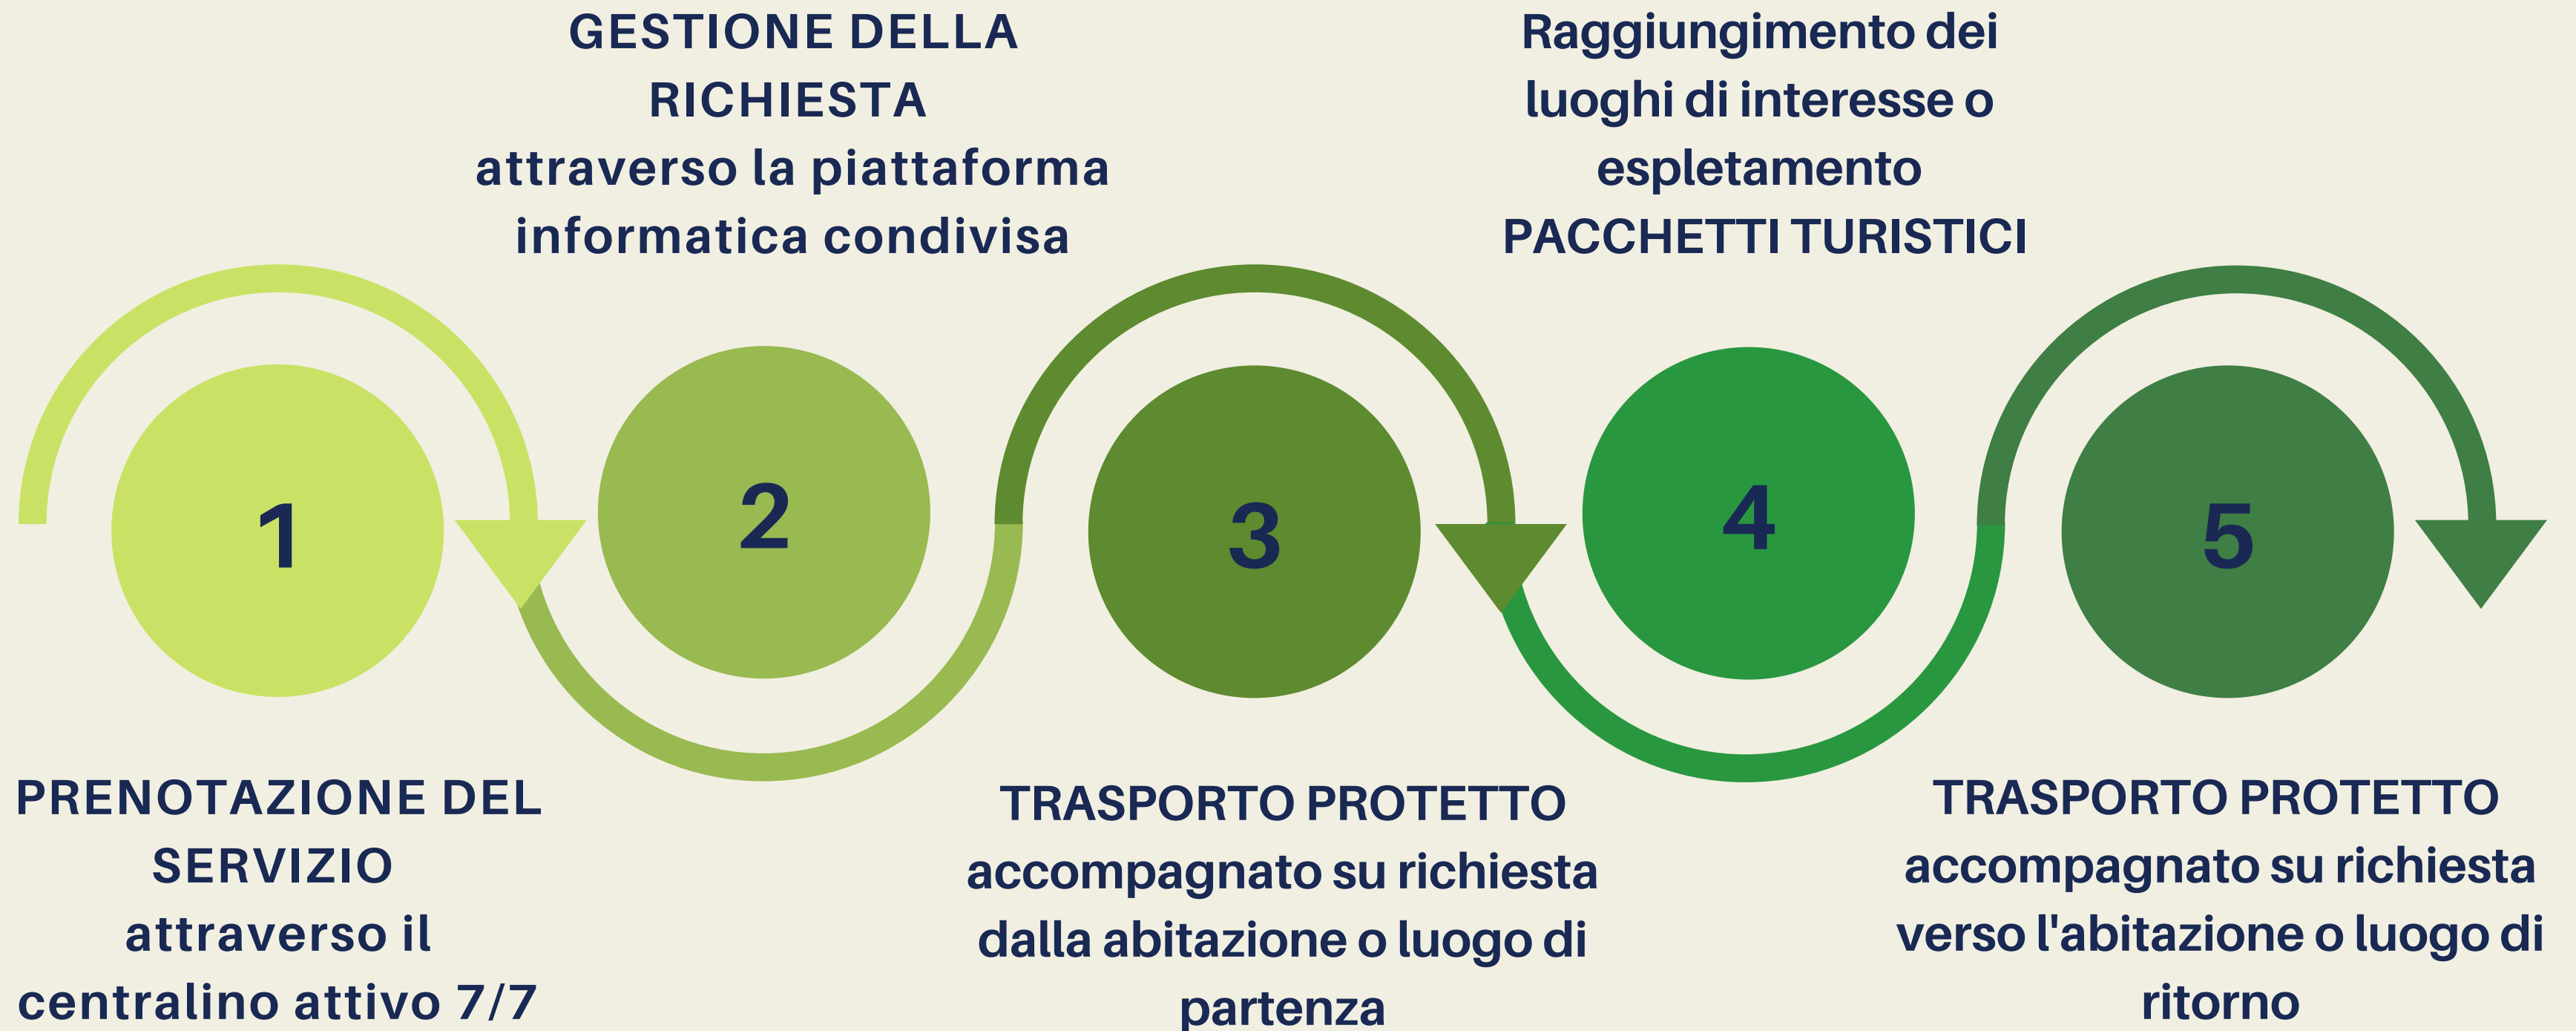 1
PRENOTAZIONE DEL
SERVIZIO
attraverso il
centralino attivo 7/7
GESTIONE DELLA
RICHIESTA
attraverso la piattaforma
informatica condivisa
2
3
TRASPORTO PROTETTO
accompagnato su richiesta
dalla abitazione o luogo di
partenza
Raggiungimento dei
luoghi di interesse o
espletamento
PACCHETTI TURISTICI
4
5
TRASPORTO PROTETTO
accompagnato su richiesta
verso l'abitazione o luogo di
ritorno